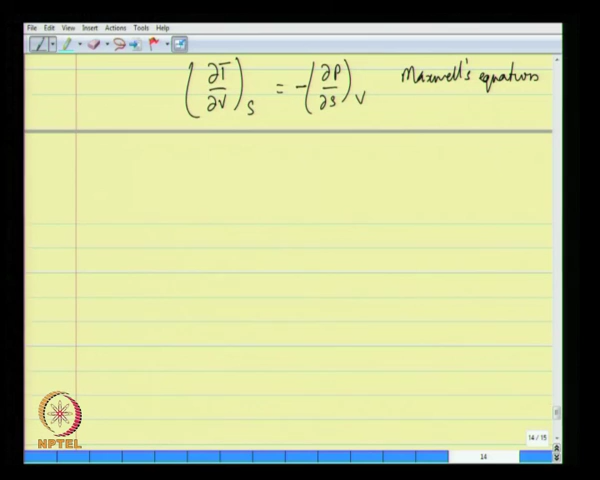 File Edit View Insert Actions Tools Help
(∂T/∂V)_S = -(∂P/∂S)_V Maxwell's equations
NPTEL
14 / 15
14